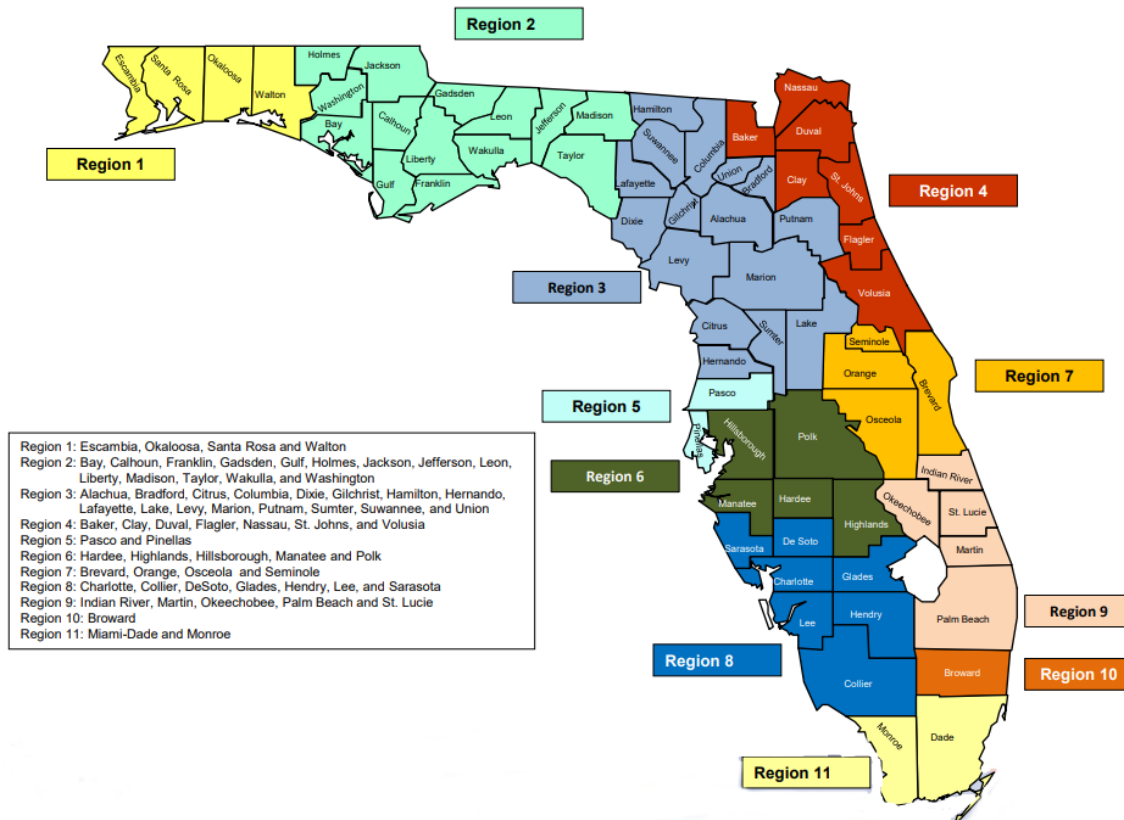 Region 2
Holmes
Jackson
Escambia
Santa Rosa
Okaloosa
Walton
Washington
Bay
Calhoun
Gulf
Liberty
Franklin
Gadsden
Leon
Wakulla
Jefferson
Madison
Taylor
Region 1
Hamilton
Suwannee
Columbia
Lafayette
Dixie
Gilchrist
Union
Bradford
Alachua
Putnam
Levy
Marion
Citrus
Sumter
Lake
Hernando
Region 3
Nassau
Baker
Duval
Clay
St. Johns
Flagler
Volusia
Region 4
Pasco
Pinellas
Region 5
Seminole
Orange
Brevard
Osceola
Region 7
Hillsborough
Polk
Manatee
Hardee
Highlands
Region 6
Region 1: Escambia, Okaloosa, Santa Rosa and Walton
Region 2: Bay, Calhoun, Franklin, Gadsden, Gulf, Holmes, Jackson, Jefferson, Leon,
Liberty, Madison, Taylor, Wakulla, and Washington
Region 3: Alachua, Bradford, Citrus, Columbia, Dixie, Gilchrist, Hamilton, Hernando,
Lafayette, Lake, Levy, Marion, Putnam, Sumter, Suwannee, and Union
Region 4: Baker, Clay, Duval, Flagler, Nassau, St. Johns, and Volusia
Region 5: Pasco and Pinellas
Region 6: Hardee, Highlands, Hillsborough, Manatee and Polk
Region 7: Brevard, Orange, Osceola and Seminole
Region 8: Charlotte, Collier, DeSoto, Glades, Hendry, Lee, and Sarasota
Region 9: Indian River, Martin, Okeechobee, Palm Beach and St. Lucie
Region 10: Broward
Region 11: Miami-Dade and Monroe
Indian River
Okeechobee
St. Lucie
Martin
Palm Beach
Region 9
Sarasota
De Soto
Charlotte
Glades
Lee
Hendry
Collier
Region 8
Broward
Region 10
Monroe
Dade
Region 11